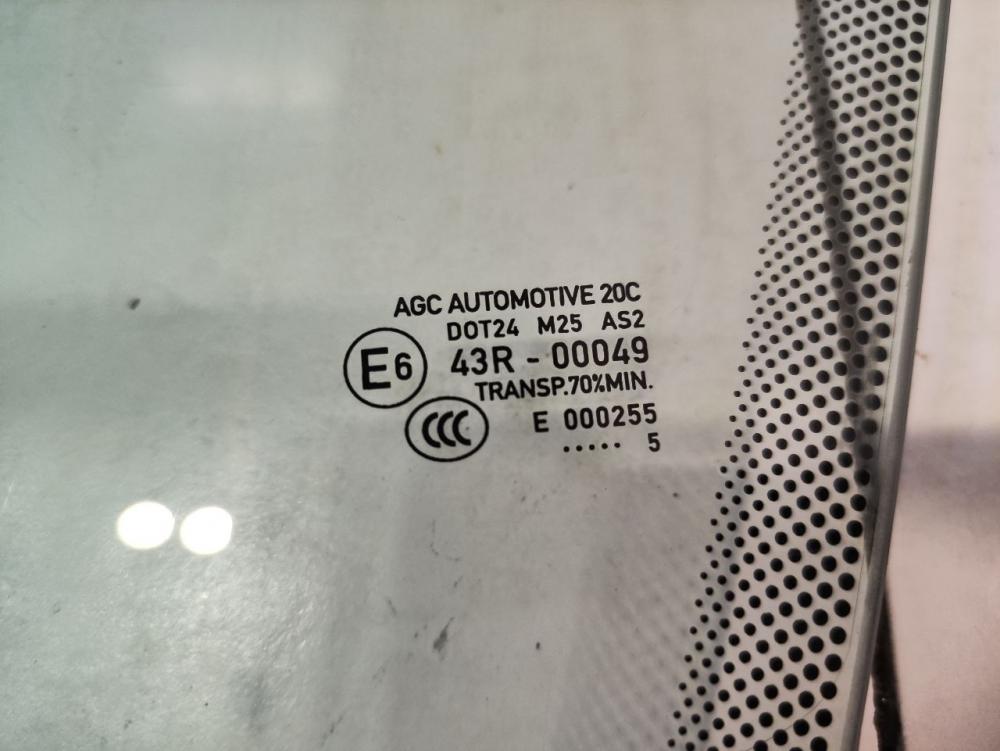 AGC AUTOMOTIVE 20C
DOT24 M25 AS2
E6 43R - 00049
TRANSP.70%MIN.
CCC E 000255
..... 5